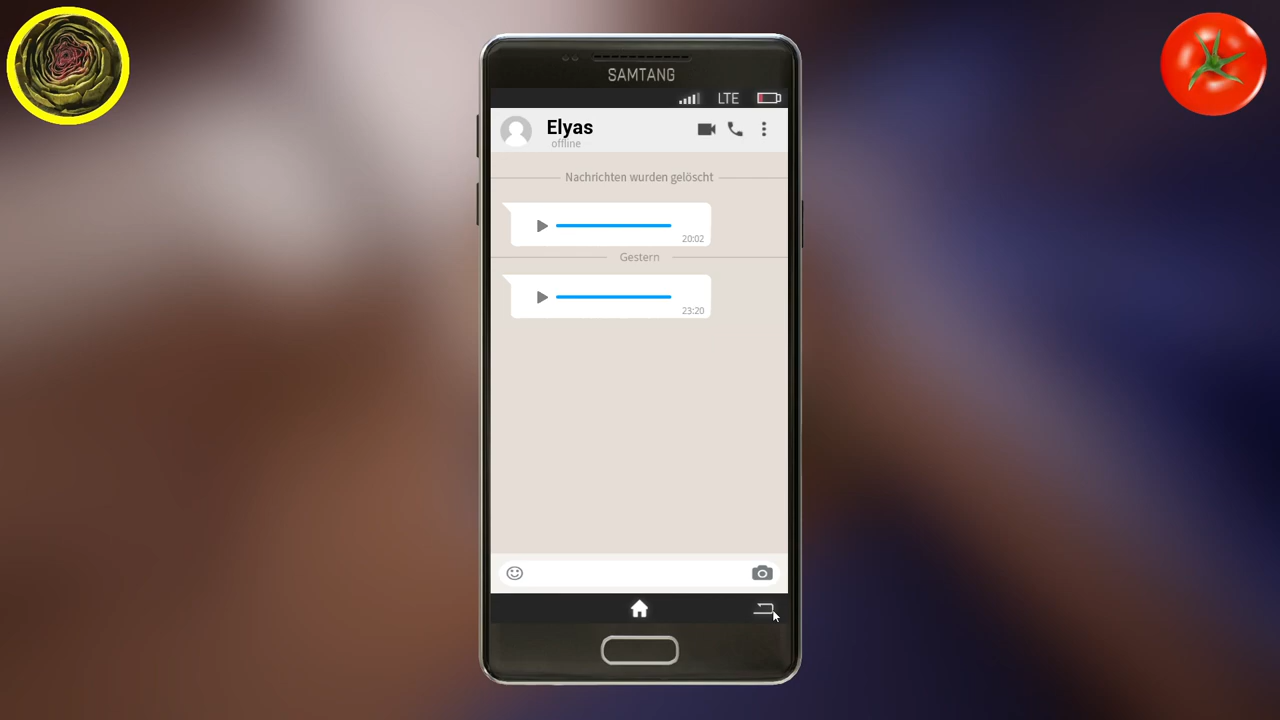 SAMTANG
LTE
Elyas
offline
Nachrichten wurden gelöscht
20:02
Gestern
23:20